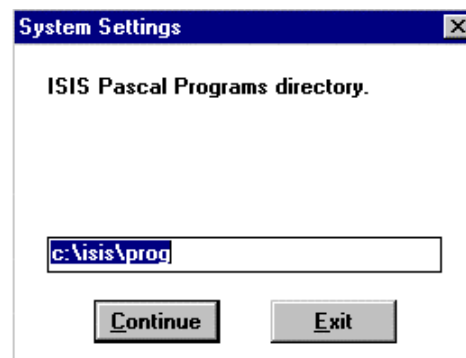 System Settings
ISIS Pascal Programs directory.
c:\isis\prog
Continue Exit